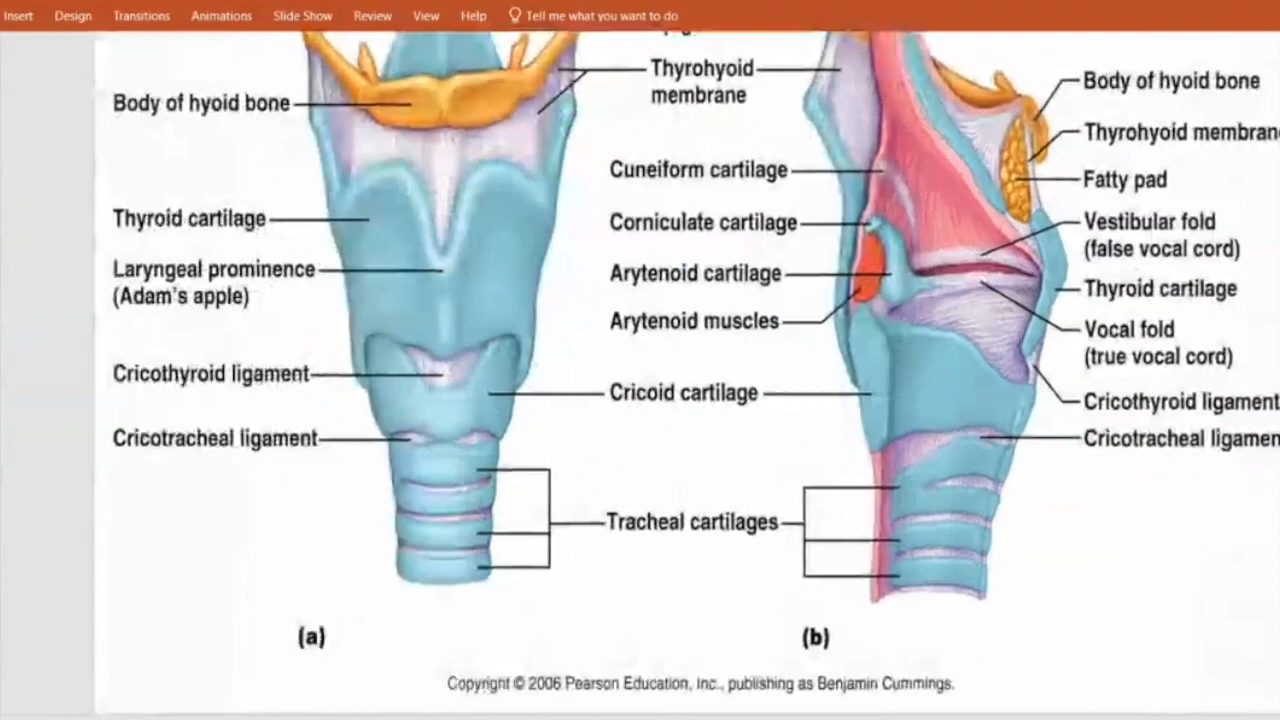 Insert Design Transitions Animations Slide Show Review View Help Tell me what you want to do
Thyrohyoid
membrane
Body of hyoid bone
Body of hyoid bone
Thyrohyoid membran
Cuneiform cartilage
Fatty pad
Thyroid cartilage
Corniculate cartilage
Vestibular fold
(false vocal cord)
Laryngeal prominence
(Adam's apple)
Arytenoid cartilage
Thyroid cartilage
Arytenoid muscles
Vocal fold
(true vocal cord)
Cricothyroid ligament
Cricoid cartilage
Cricothyroid ligament
Cricotracheal ligament
Cricotracheal ligamen
Tracheal cartilages
(a)
(b)
Copyright © 2006 Pearson Education, Inc., publishing as Benjamin Cummings.